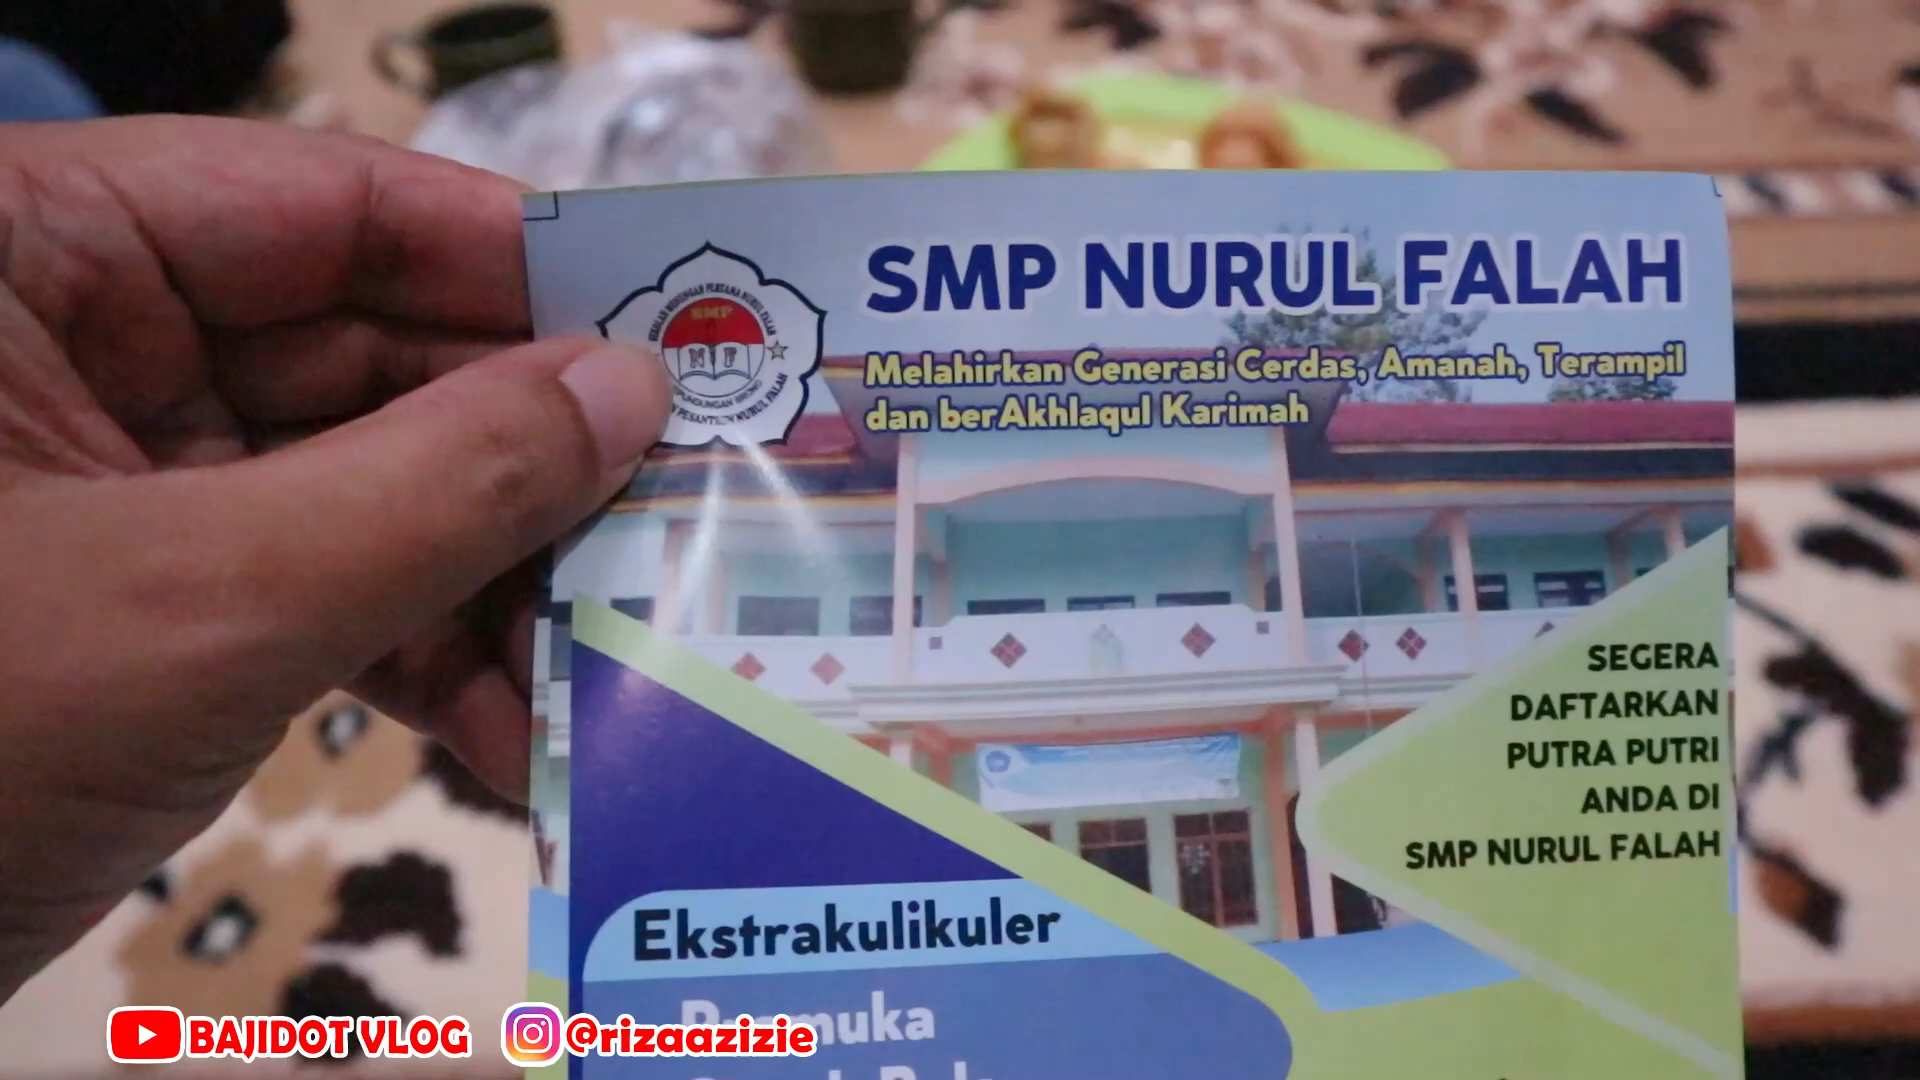 SMP NURUL FALAH
Melahirkan Generasi Cerdas, Amanah, Terampil
dan berAkhlaqul Karimah
SMP
N F
SEGERA
DAFTARKAN
PUTRA PUTRI
ANDA DI
SMP NURUL FALAH
Ekstrakulikuler
Pramuka
BAJIDOT VLOG
@rizaazizie